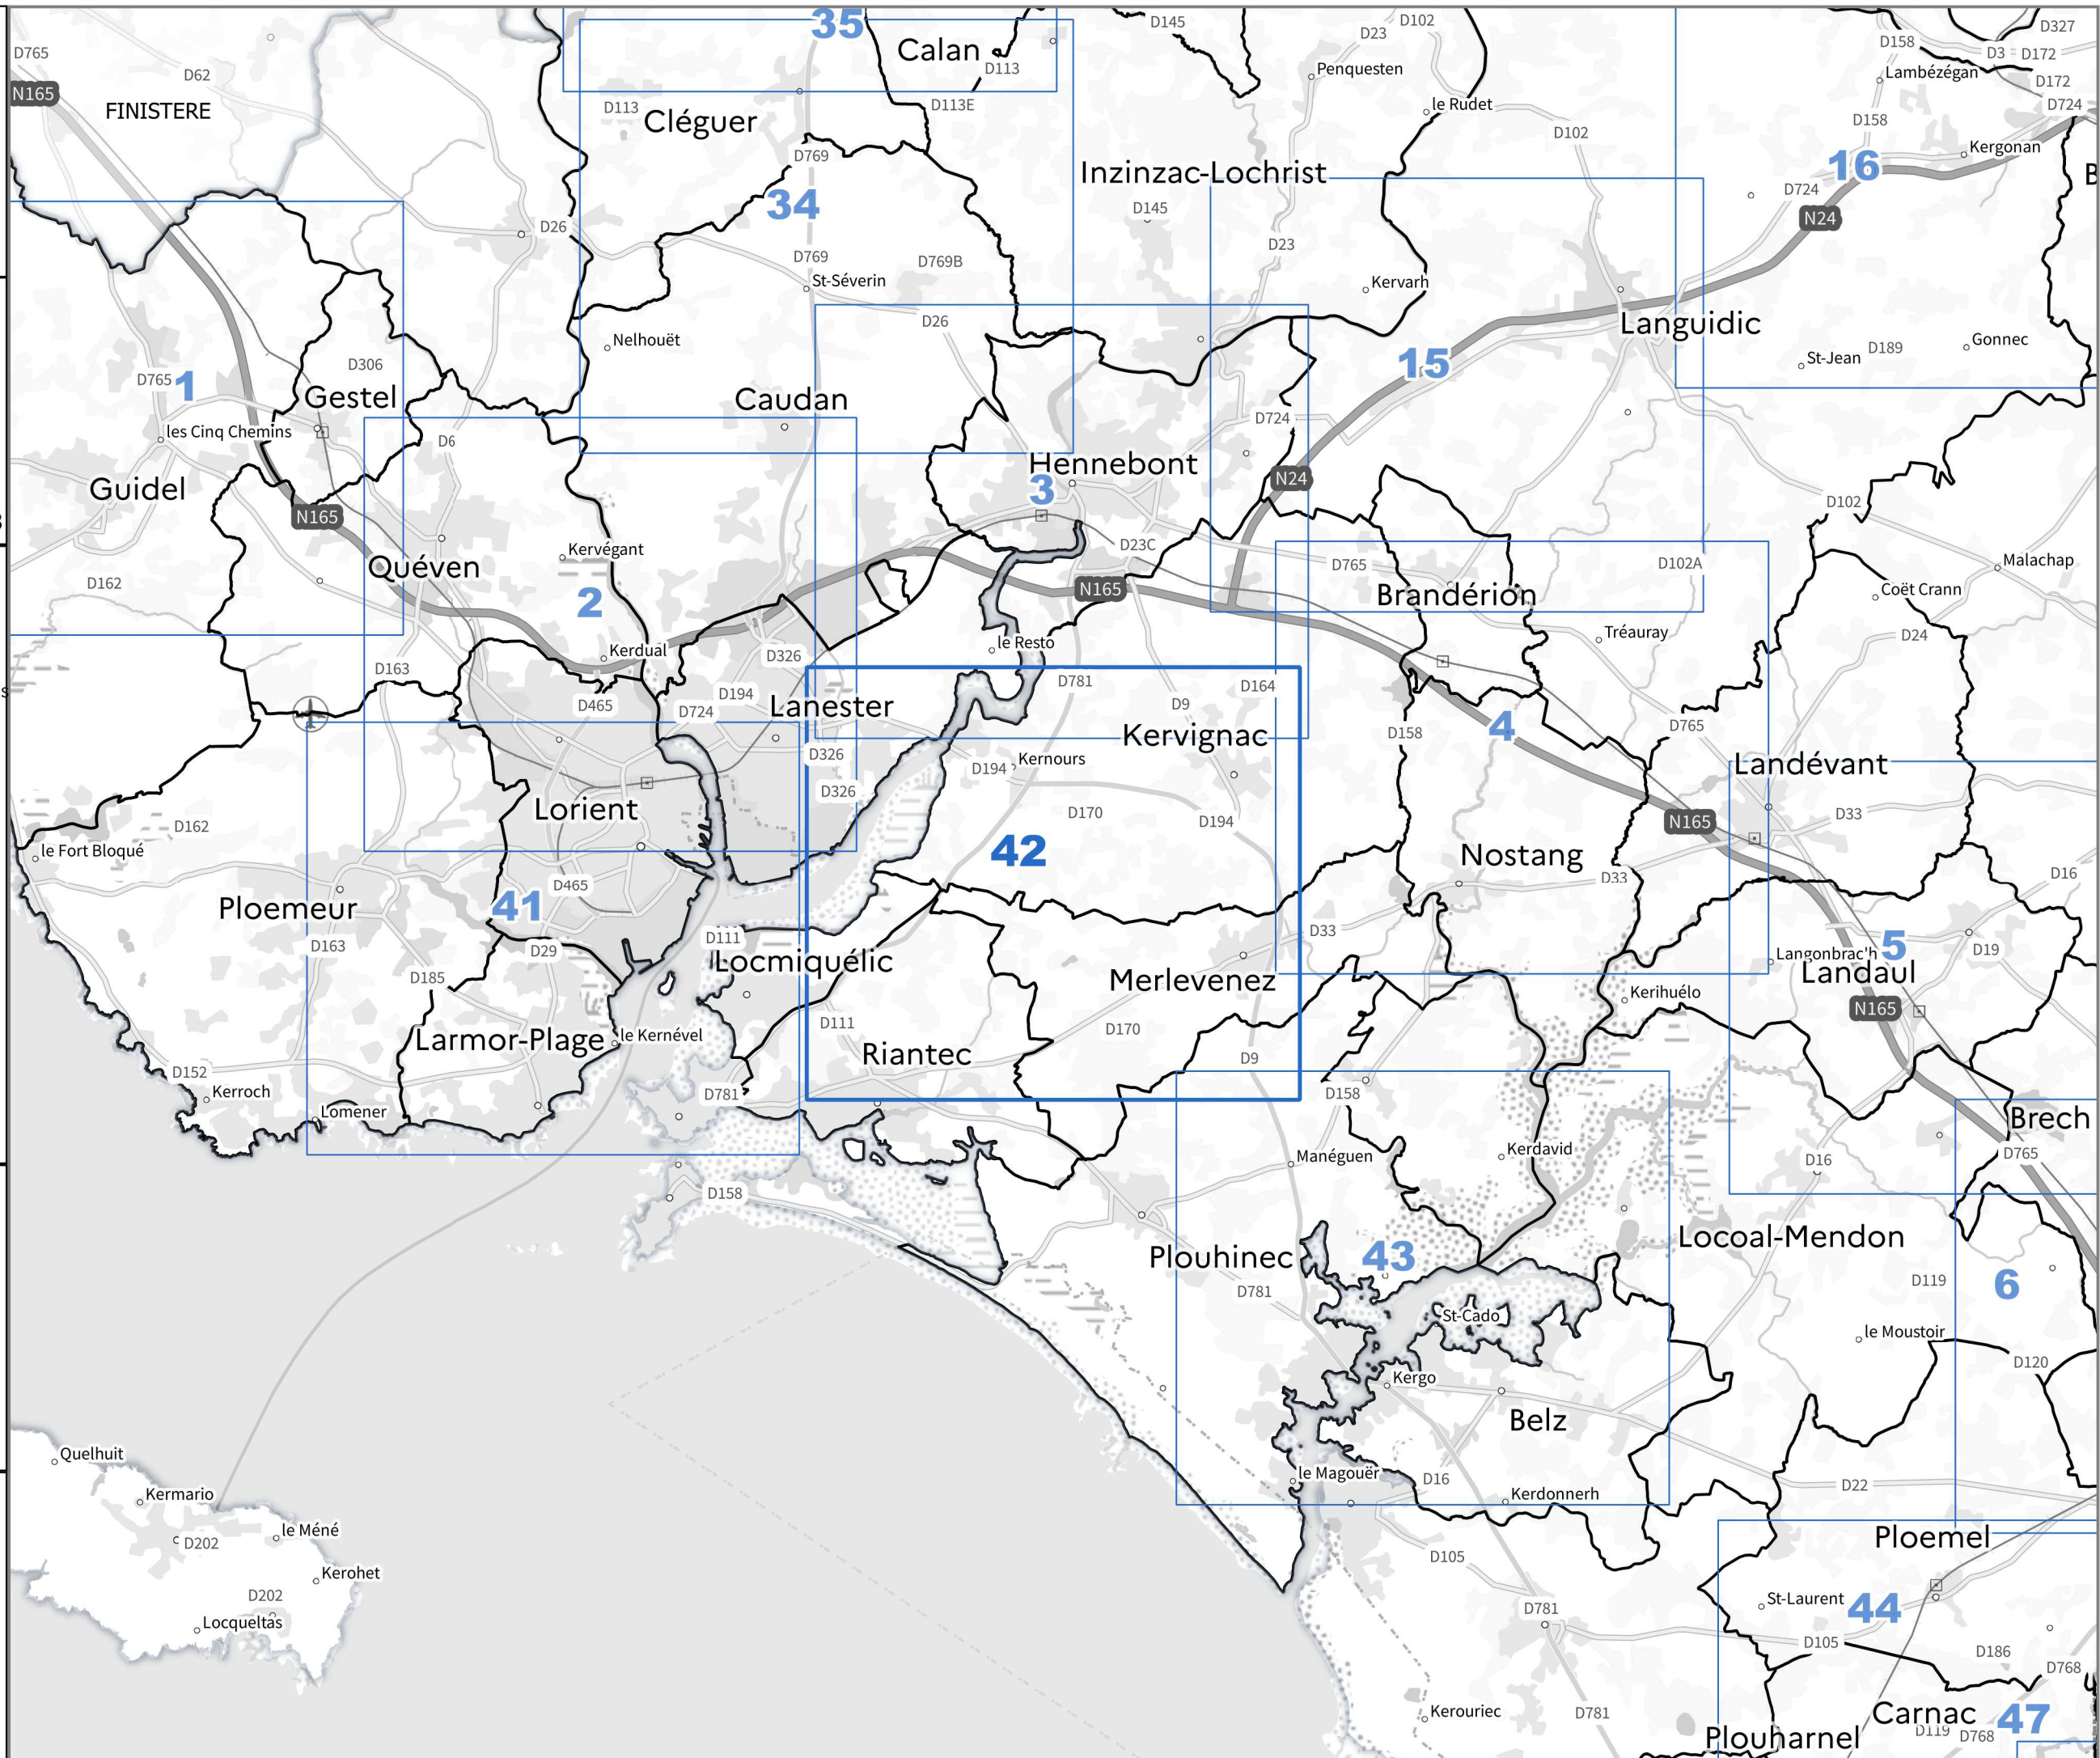 35
D145
D102
D327
D23
D158
Calan
D3
D172
D765
D113
Penquesten
Lambézégan
D62
D172
N165
D113
D113E
le Rudet
D724
FINISTERE
Cléguer
D158
D102
Kergonan
D769
16
Inzinzac-Lochrist
B
D724
34
D145
N24
D26
D23
D769
D769B
St-Séverin
Kervarh
D26
Languidic
Nelhouët
Gonnec
D189
St-Jean
D306
15
D765
1
Gestel
Caudan
D724
les Cinq Chemins
D6
Hennebont
N24
Guidel
3
D102
N165
D23C
Kervégant
Malachap
D765
D102A
Quéven
D162
N165
Coët Crann
2
Brandérion
Tréauray
D24
le Resto
Kerdual
D326
D163
D781
D164
D194
D465
D724
Lanester
D9
4
D765
D158
Kervignac
D326
Kernours
D194
Landévant
D326
Lorient
D170
D194
D33
N165
D162
le Fort Bloqué
42
Nostang
D33
D16
D465
41
Ploemeur
D33
D111
D163
D29
5
D19
Langonbrac'h
Locmiquélic
Landaul
D185
Merlevenez
Kerihuélo
N165
D111
D170
le Kernével
Larmor-Plage
Riantec
D9
D152
Kerroch
D781
D158
Lomener
Brech
Kerdavid
D765
Manéguen
D16
D158
Locoal-Mendon
Plouhinec
43
D119
6
D781
St-Cado
le Moustoir
D120
Kergo
Belz
Quelhuit
le Magouër
D16
D22
Kermario
Kerdonnerh
le Méné
Ploemel
D202
D105
Kerohet
D202
St-Laurent
44
D781
Locqueltas
D105
D186
D768
Kerouriec
D781
Carnac
47
D119
D768
Plouharnel